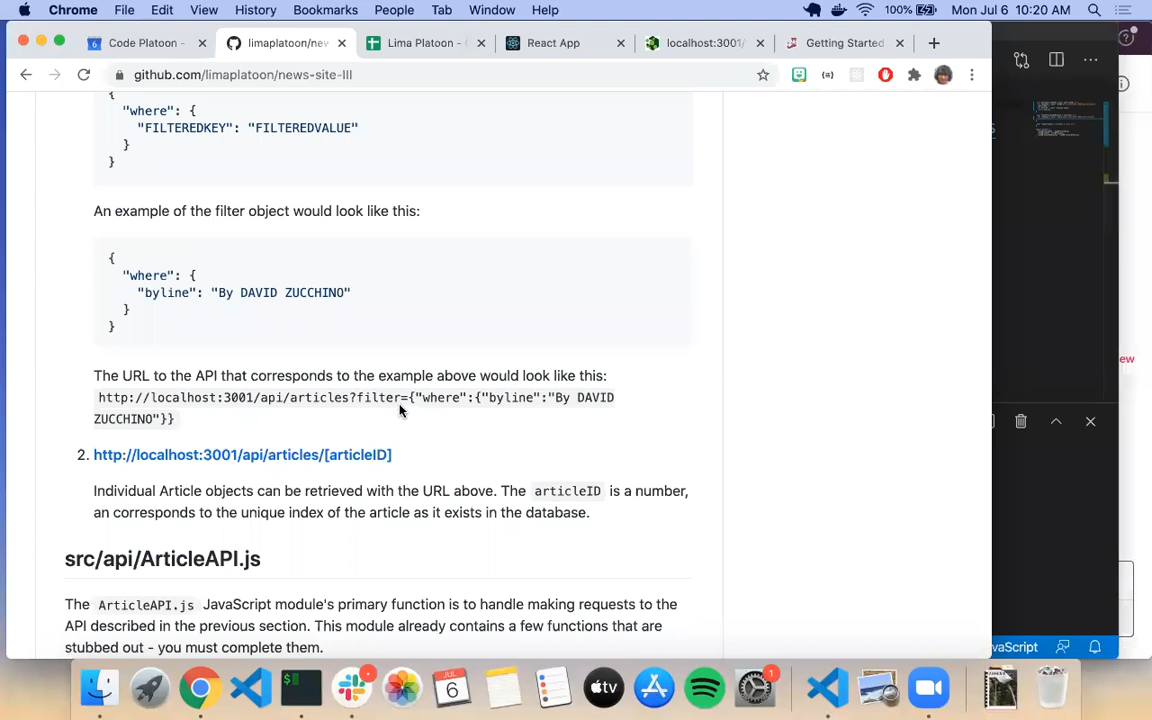 Chrome File Edit View History Bookmarks People Tab Window Help 100% Mon Jul 6 10:20 AM
Code Platoon - limaplatoon/new Lima Platoon - React App localhost:3001/ Getting Started
github.com/limaplatoon/news-site-III
{
"where": {
"FILTEREDKEY": "FILTEREDVALUE"
}
}
An example of the filter object would look like this:
{
"where": {
"byline": "By DAVID ZUCCHINO"
}
}
The URL to the API that corresponds to the example above would look like this:
http://localhost:3001/api/articles?filter={"where":{"byline":"By DAVID
ZUCCHINO"}}
2. http://localhost:3001/api/articles/[articleID]
Individual Article objects can be retrieved with the URL above. The articleID is a number,
an corresponds to the unique index of the article as it exists in the database.
src/api/ArticleAPI.js
The ArticleAPI.js JavaScript module's primary function is to handle making requests to the
API described in the previous section. This module already contains a few functions that are
stubbed out - you must complete them.
ew
vaScript
JUL
6
tv
1